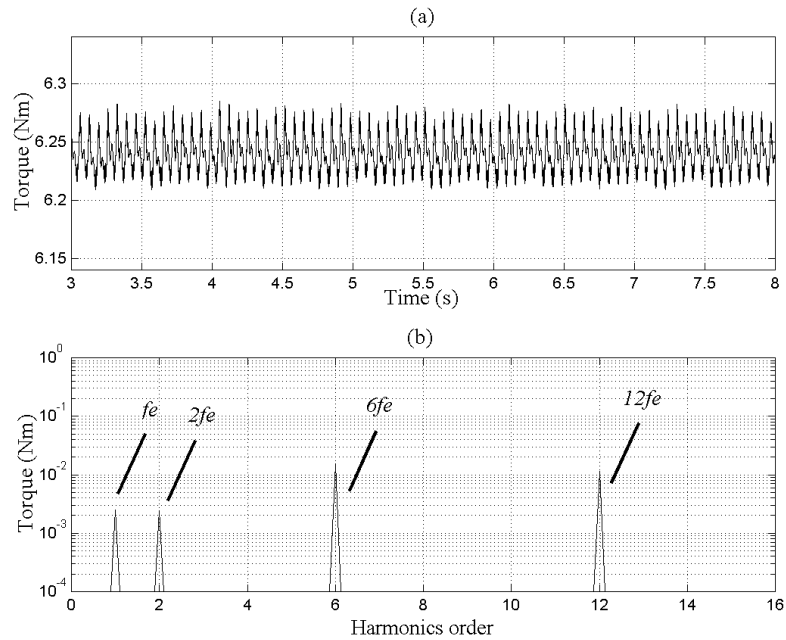 (a)
Torque (Nm)
6.3
6.25
6.2
6.15
3 3.5 4 4.5 5 5.5 6 6.5 7 7.5 8
Time (s)
(b)
Torque (Nm)
10^0
10^-1
10^-2
10^-3
10^-4
fe
2fe
6fe
12fe
0 2 4 6 8 10 12 14 16
Harmonics order